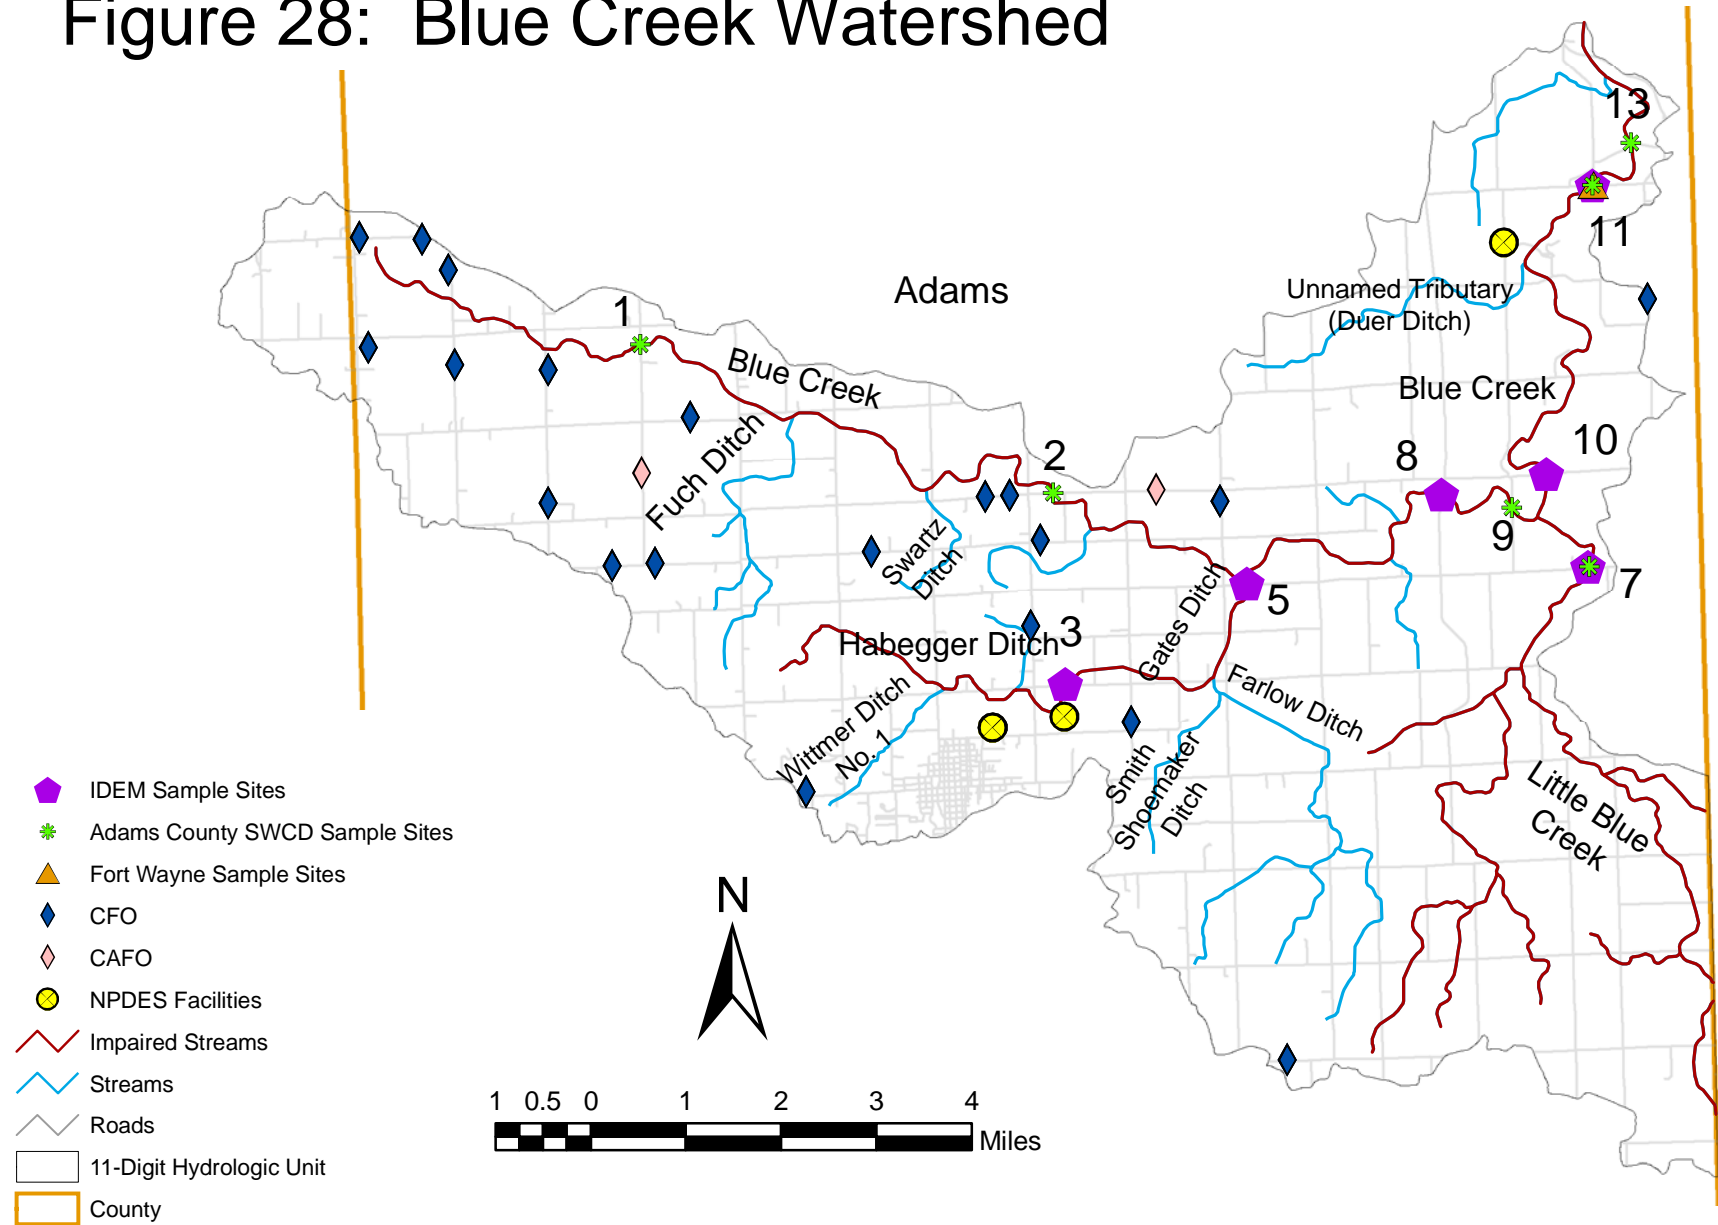 Figure 28: Blue Creek Watershed
13
11
Adams
Unnamed Tributary
(Duer Ditch)
1
Blue Creek
Blue Creek
Fuch Ditch
2
8
10
9
Swartz
Ditch
7
5
Gates Ditch
3
Habegger Ditch
Farlow Ditch
Wittmer Ditch
No. 1
Smith
Shoemaker
Ditch
Little Blue
Creek
IDEM Sample Sites
Adams County SWCD Sample Sites
Fort Wayne Sample Sites
CFO
CAFO
NPDES Facilities
Impaired Streams
Streams
Roads
11-Digit Hydrologic Unit
County
N
1 0.5 0 1 2 3 4
Miles